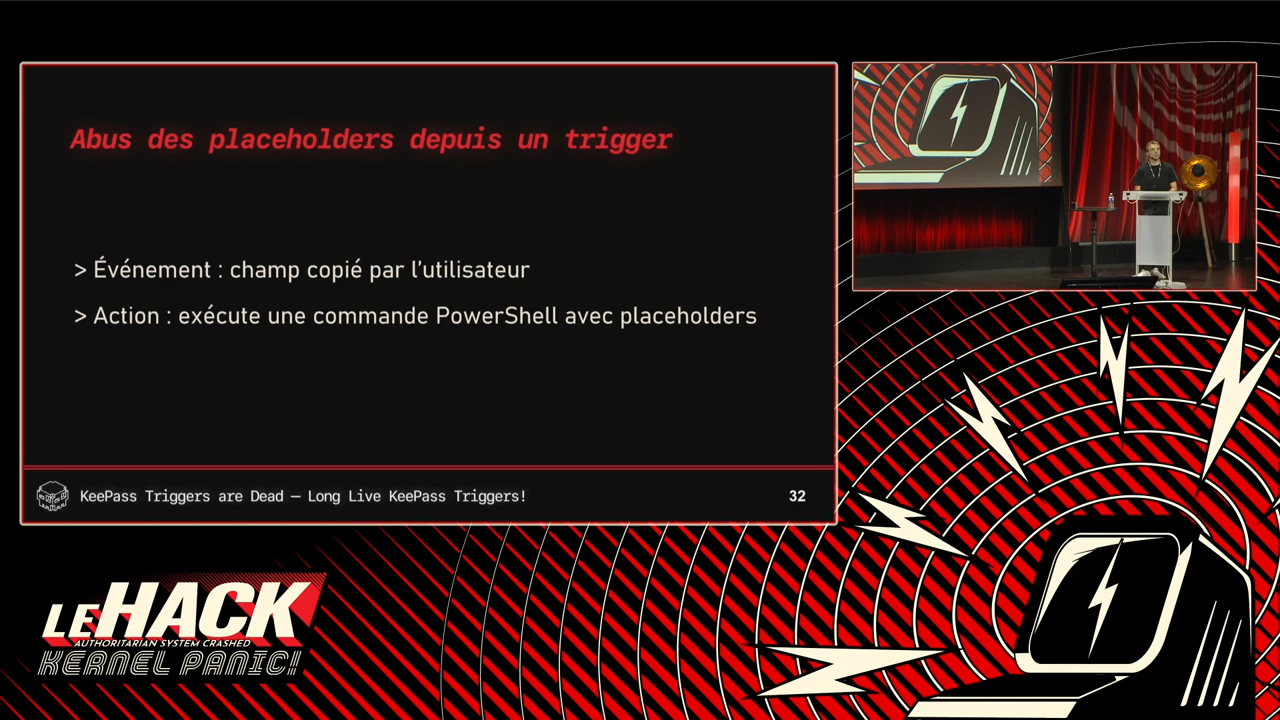 Abus des placeholders depuis un trigger
> Événement : champ copié par l'utilisateur
> Action : exécute une commande PowerShell avec placeholders
KeePass Triggers are Dead — Long Live KeePass Triggers!
32
LEHACK
AUTHORITARIAN SYSTEM CRASHED
KERNEL PANIC!